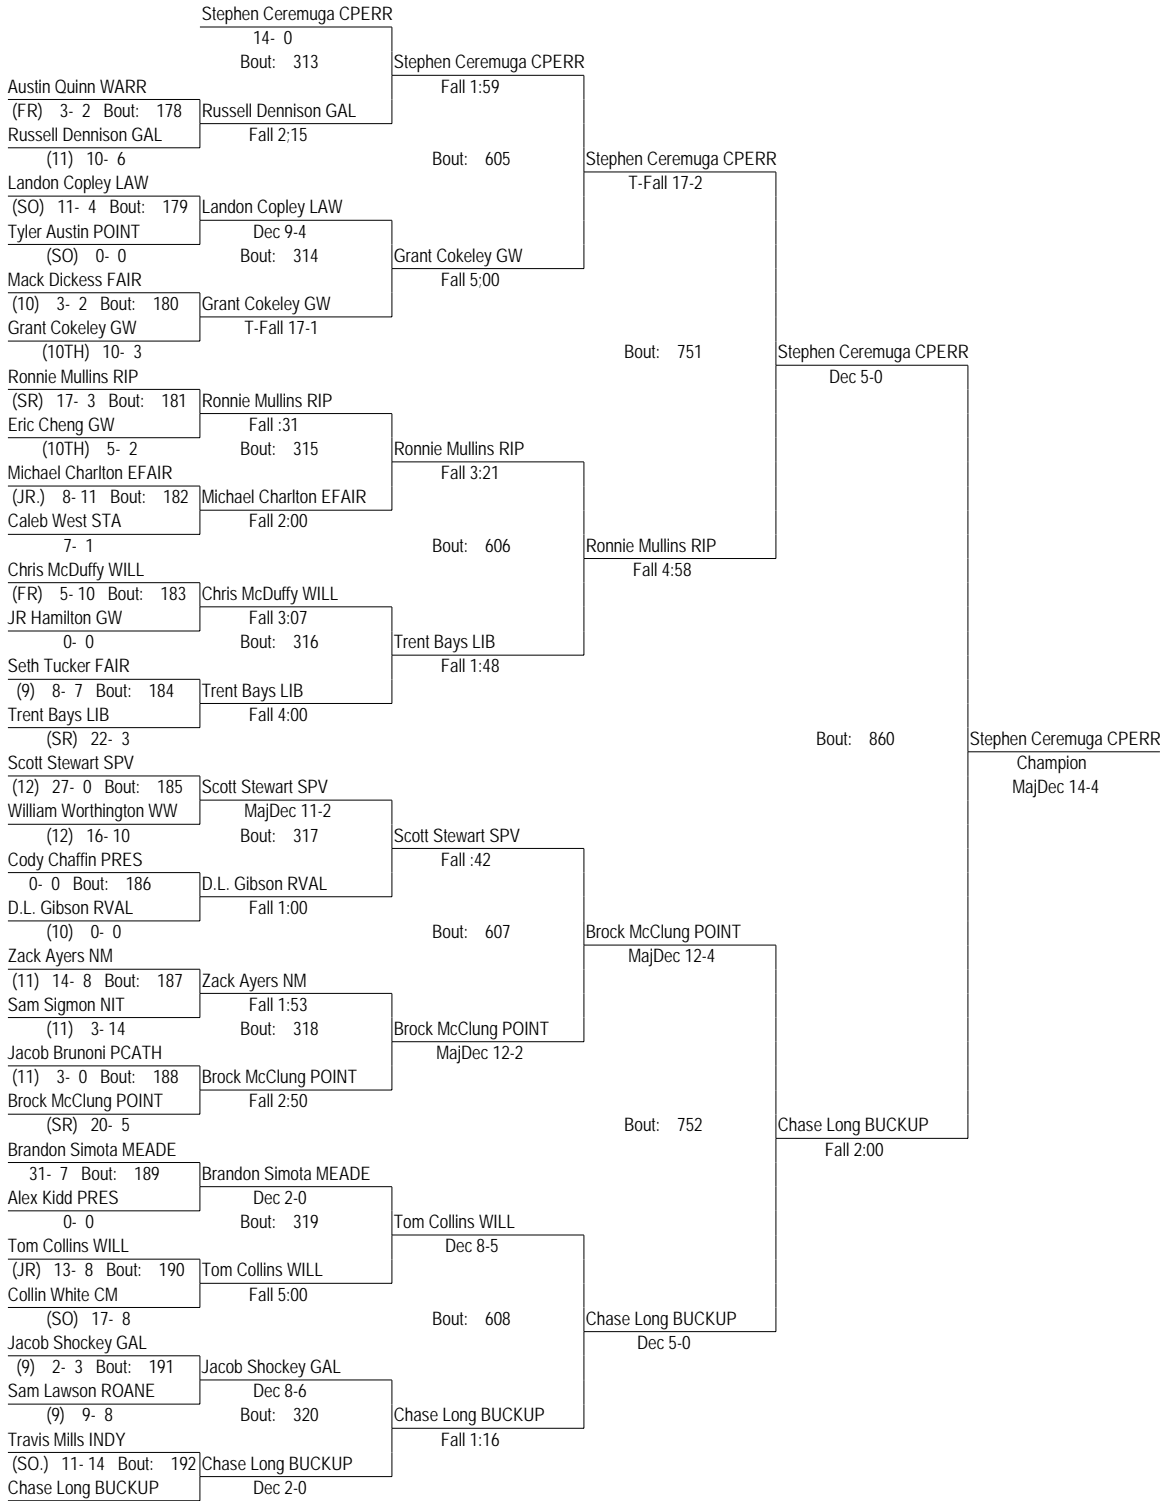 Stephen Ceremuga CPERR
14- 0
Bout: 313
Stephen Ceremuga CPERR
Austin Quinn WARR
Fall 1:59
(FR) 3- 2 Bout: 178
Russell Dennison GAL
Russell Dennison GAL
Fall 2;15
(11) 10- 6
Bout: 605
Stephen Ceremuga CPERR
Landon Copley LAW
T-Fall 17-2
(SO) 11- 4 Bout: 179
Landon Copley LAW
Tyler Austin POINT
Dec 9-4
(SO) 0- 0
Bout: 314
Grant Cokeley GW
Mack Dickess FAIR
Fall 5;00
(10) 3- 2 Bout: 180
Grant Cokeley GW
Grant Cokeley GW
T-Fall 17-1
(10TH) 10- 3
Bout: 751
Stephen Ceremuga CPERR
Ronnie Mullins RIP
Dec 5-0
(SR) 17- 3 Bout: 181
Ronnie Mullins RIP
Eric Cheng GW
Fall :31
(10TH) 5- 2
Bout: 315
Ronnie Mullins RIP
Michael Charlton EFAIR
Fall 3:21
(JR.) 8- 11 Bout: 182
Michael Charlton EFAIR
Caleb West STA
Fall 2:00
7- 1
Bout: 606
Ronnie Mullins RIP
Chris McDuffy WILL
Fall 4:58
(FR) 5- 10 Bout: 183
Chris McDuffy WILL
JR Hamilton GW
Fall 3:07
0- 0
Bout: 316
Trent Bays LIB
Seth Tucker FAIR
Fall 1:48
(9) 8- 7 Bout: 184
Trent Bays LIB
Trent Bays LIB
Fall 4:00
(SR) 22- 3
Bout: 860
Stephen Ceremuga CPERR
Scott Stewart SPV
Champion
(12) 27- 0 Bout: 185
Scott Stewart SPV
MajDec 14-4
William Worthington WW
MajDec 11-2
(12) 16- 10
Bout: 317
Scott Stewart SPV
Cody Chaffin PRES
Fall :42
0- 0 Bout: 186
D.L. Gibson RVAL
D.L. Gibson RVAL
Fall 1:00
(10) 0- 0
Bout: 607
Brock McClung POINT
Zack Ayers NM
MajDec 12-4
(11) 14- 8 Bout: 187
Zack Ayers NM
Sam Sigmon NIT
Fall 1:53
(11) 3- 14
Bout: 318
Brock McClung POINT
Jacob Brunoni PCATH
MajDec 12-2
(11) 3- 0 Bout: 188
Brock McClung POINT
Brock McClung POINT
Fall 2:50
(SR) 20- 5
Bout: 752
Chase Long BUCKUP
Brandon Simota MEADE
Fall 2:00
31- 7 Bout: 189
Brandon Simota MEADE
Alex Kidd PRES
Dec 2-0
0- 0
Bout: 319
Tom Collins WILL
Tom Collins WILL
Dec 8-5
(JR) 13- 8 Bout: 190
Tom Collins WILL
Collin White CM
Fall 5:00
(SO) 17- 8
Bout: 608
Chase Long BUCKUP
Jacob Shockey GAL
Dec 5-0
(9) 2- 3 Bout: 191
Jacob Shockey GAL
Sam Lawson ROANE
Dec 8-6
(9) 9- 8
Bout: 320
Chase Long BUCKUP
Travis Mills INDY
Fall 1:16
(SO.) 11- 14 Bout: 192
Chase Long BUCKUP
Chase Long BUCKUP
Dec 2-0